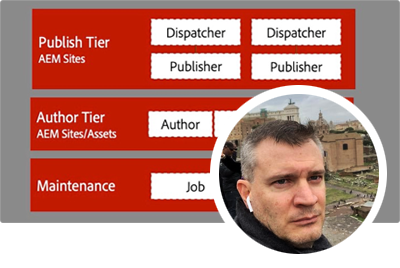 Publish Tier
AEM Sites
Dispatcher
Dispatcher
Publisher
Publisher
Author Tier
AEM Sites/Assets
Author
Maintenance
Job